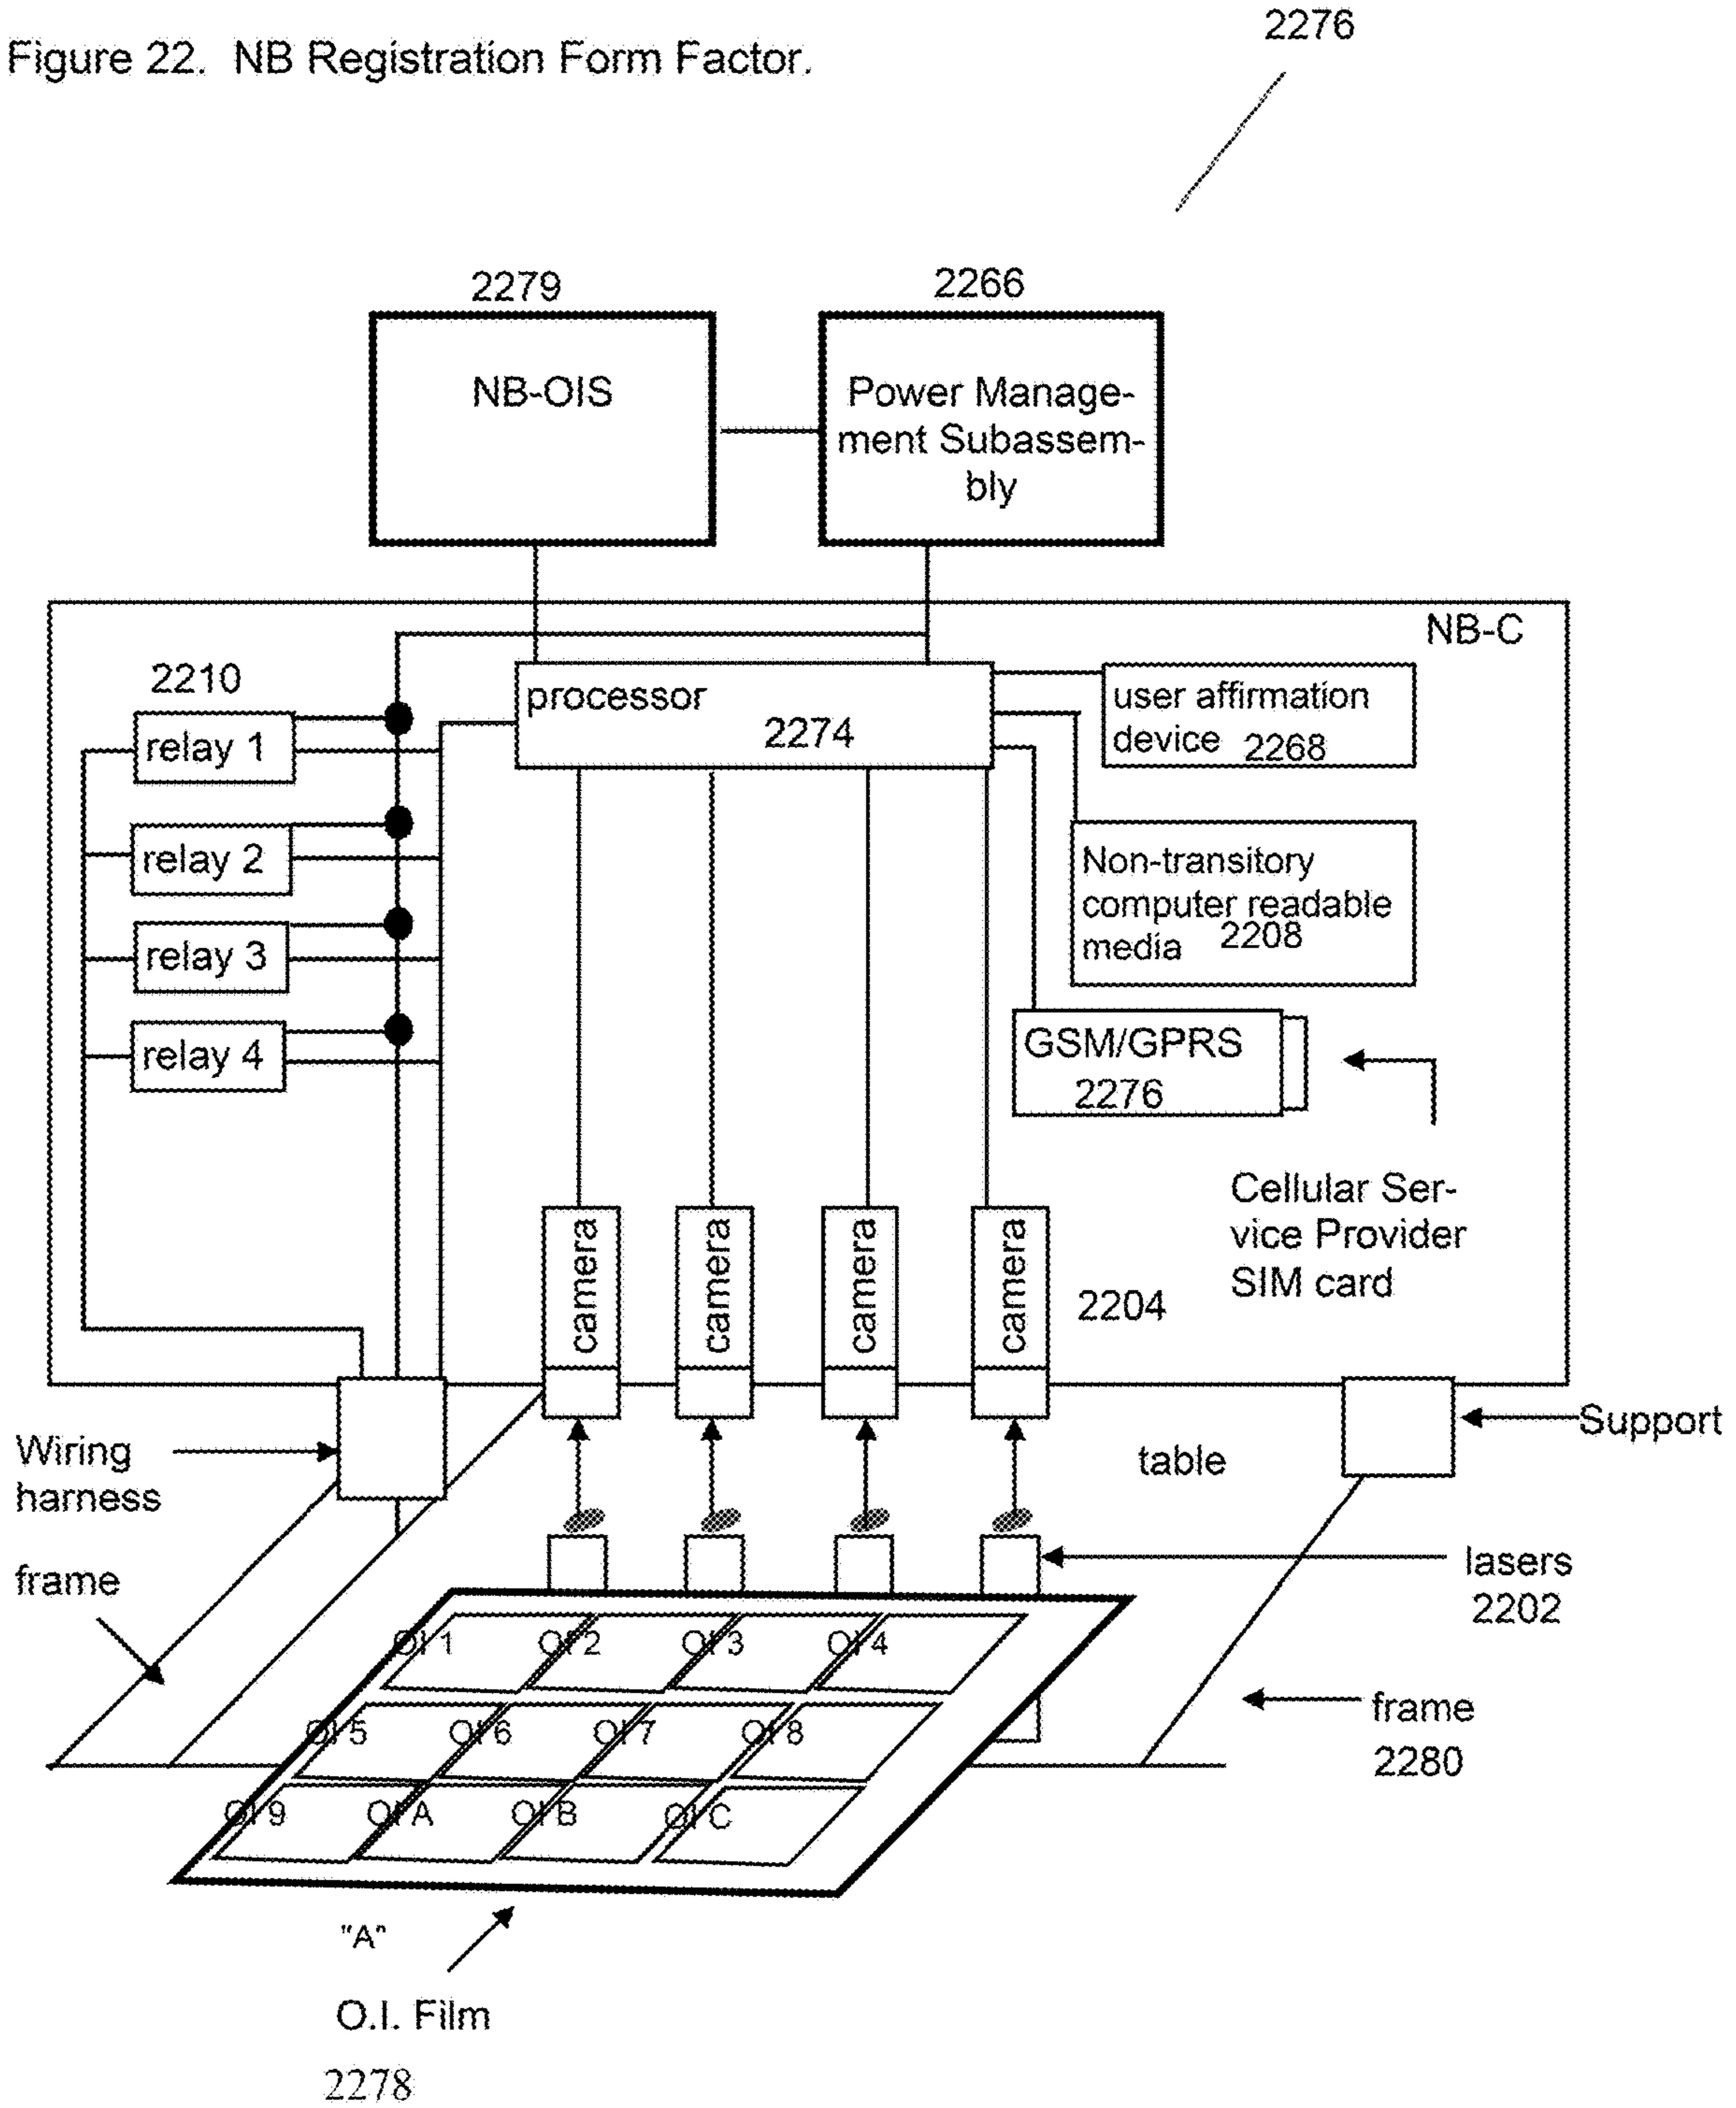 2276
Figure 22. NB Registration Form Factor.
2279
2266
NB-OIS
Power Manage-
ment Subassem-
bly
NB-C
2210
relay 1
relay 2
relay 3
relay 4
processor
2274
user affirmation
device 2268
Non-transitory
computer readable
media 2208
GSM/GPRS
2276
Cellular Ser-
vice Provider
SIM card
camera
camera
camera
camera
2204
Wiring
harness
table
Support
frame
lasers
2202
OI 1
OI 2
OI 3
OI 4
OI 5
OI 6
OI 7
OI 8
OI 9
OI A
OI B
OI C
frame
2280
"A"
O.I. Film
2278